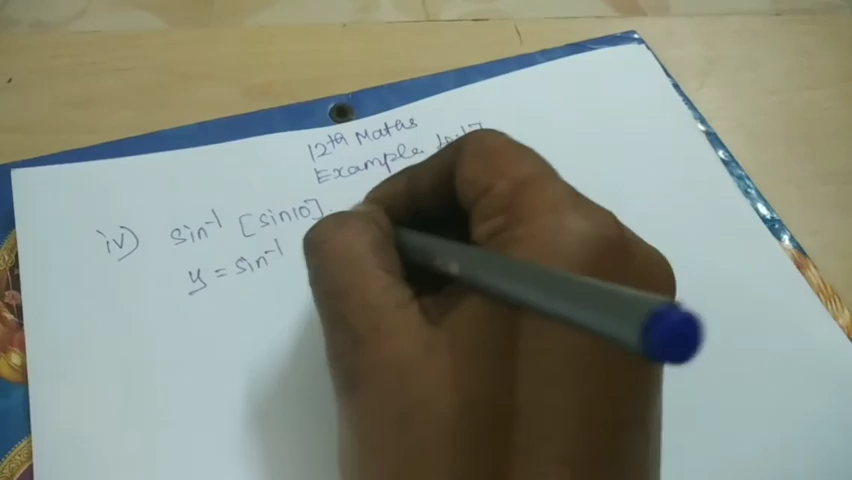 12th Maths
Example
iv) sin⁻¹ [sin10].
y = sin⁻¹